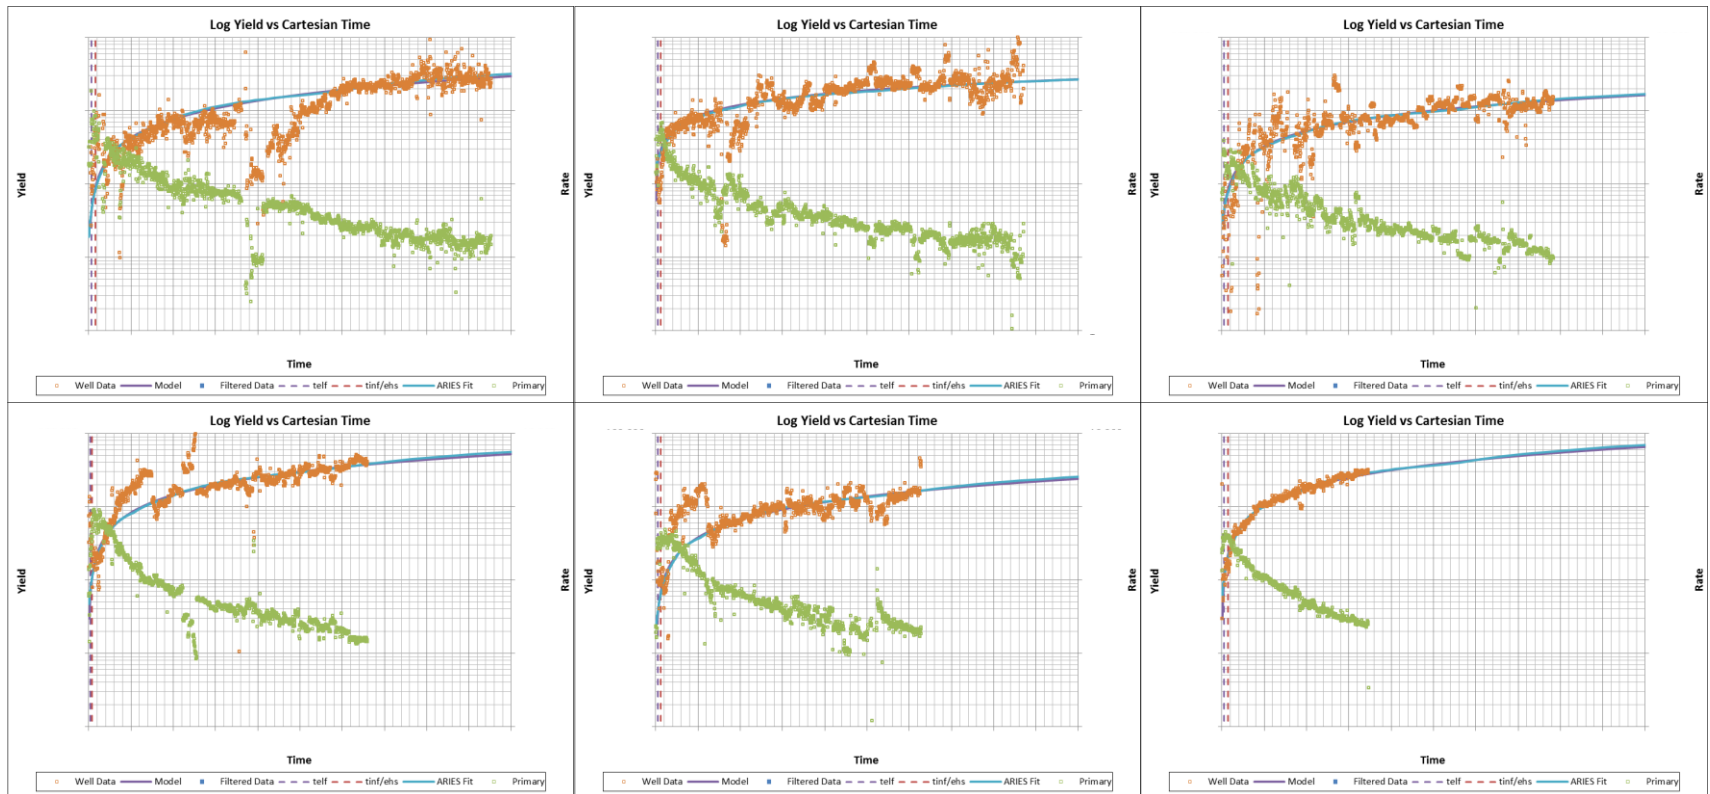 Log Yield vs Cartesian Time
Yield
Rate
Time
Well Data Model Filtered Data telf tinf/ehs ARIES Fit Primary
Log Yield vs Cartesian Time
Yield
Rate
Time
Well Data Model Filtered Data telf tinf/ehs ARIES Fit Primary
Log Yield vs Cartesian Time
Yield
Rate
Time
Well Data Model Filtered Data telf tinf/ehs ARIES Fit Primary
Log Yield vs Cartesian Time
Yield
Rate
Time
Well Data Model Filtered Data telf tinf/ehs ARIES Fit Primary
Log Yield vs Cartesian Time
Yield
Rate
Time
Well Data Model Filtered Data telf tinf/ehs ARIES Fit Primary
Log Yield vs Cartesian Time
Yield
Rate
Time
Well Data Model Filtered Data telf tinf/ehs ARIES Fit Primary